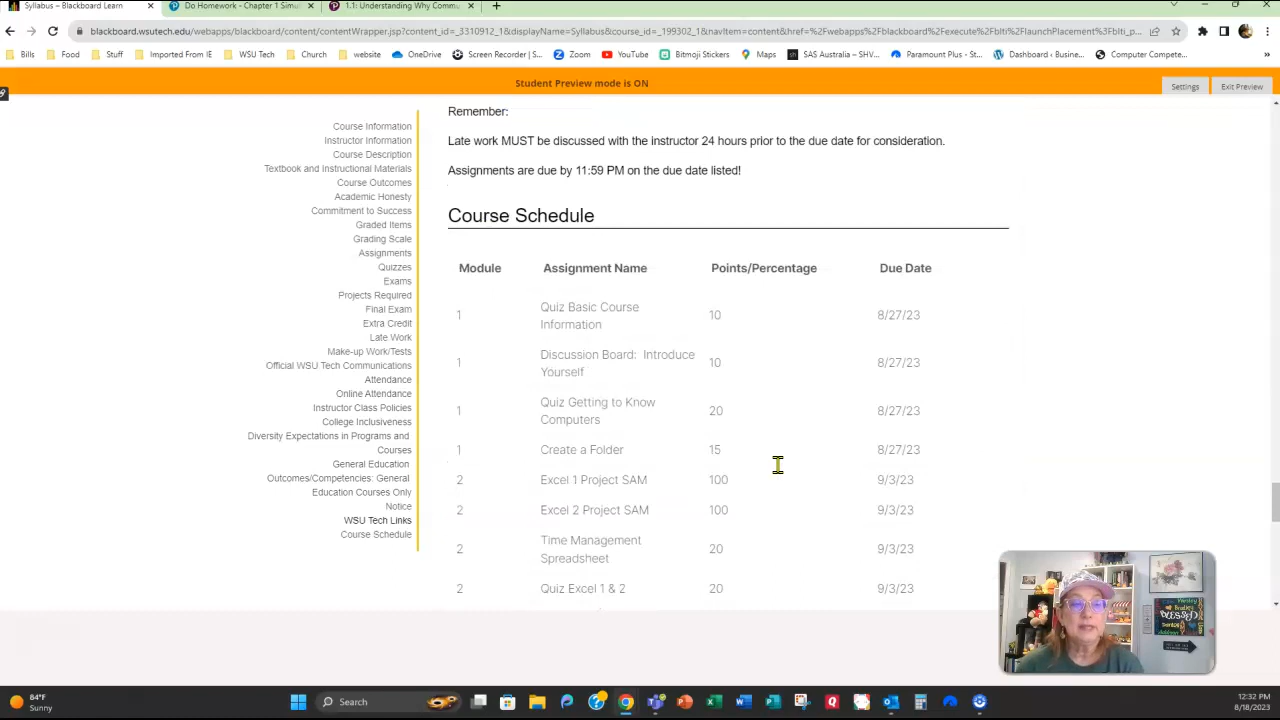 Syllabus – Blackboard Learn
Do Homework - Chapter 1 Simul
1.1: Understanding Why Commu
blackboard.wsutech.edu/webapps/blackboard/content/contentWrapper.jsp?content_id=_3310912_1&displayName=Syllabus&course_id=_199302_1&navItem=content&href=%2Fwebapps%2Fblackboard%2Fexecute%2Fblti%2FlaunchPlacement%3Fblti_p...
Bills
Food
Stuff
Imported From IE
WSU Tech
Church
website
OneDrive
Screen Recorder | S...
Zoom
YouTube
Bitmoji Stickers
Maps
SAS Australia – SHV...
Paramount Plus - St...
Dashboard ‹ Busine...
Computer Compete...
Student Preview mode is ON
Settings
Exit Preview
Course Information
Instructor Information
Course Description
Textbook and Instructional Materials
Course Outcomes
Academic Honesty
Commitment to Success
Graded Items
Grading Scale
Assignments
Quizzes
Exams
Projects Required
Final Exam
Extra Credit
Late Work
Make-up Work/Tests
Official WSU Tech Communications
Attendance
Online Attendance
Instructor Class Policies
College Inclusiveness
Diversity Expectations in Programs and
Courses
General Education
Outcomes/Competencies: General
Education Courses Only
Notice
WSU Tech Links
Course Schedule
Remember:
Late work MUST be discussed with the instructor 24 hours prior to the due date for consideration.
Assignments are due by 11:59 PM on the due date listed!
Course Schedule
Module Assignment Name Points/Percentage Due Date
1 Quiz Basic Course
Information 10 8/27/23
1 Discussion Board: Introduce
Yourself 10 8/27/23
1 Quiz Getting to Know
Computers 20 8/27/23
1 Create a Folder 15 8/27/23
2 Excel 1 Project SAM 100 9/3/23
2 Excel 2 Project SAM 100 9/3/23
2 Time Management
Spreadsheet 20 9/3/23
2 Quiz Excel 1 & 2 20 9/3/23
84°F
Sunny
Search
12:32 PM
8/18/2023